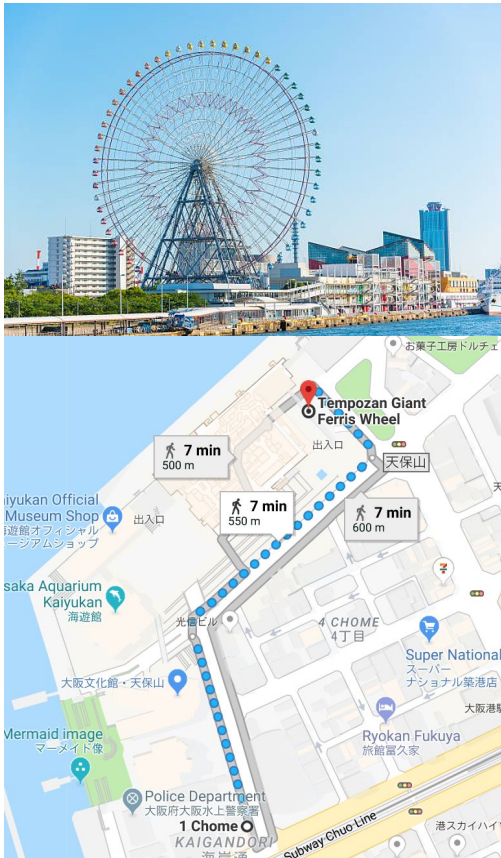 お菓子工房ドルチェ
Tempozan Giant
Ferris Wheel
7 min
500 m
出入口
天保山
7 min
550 m
7 min
600 m
aiyukan Official
Museum Shop
海遊館オフィシャル
ージアムショップ
出入口
saka Aquarium
Kaiyukan
海遊館
光信ビル
4 CHOME
4丁目
7
Super National
スーパー
ナショナル築港店
大阪文化館・天保山
大阪港駅
Mermaid image
マーメイド像
Ryokan Fukuya
旅館冨久家
Police Department
大阪府大阪水上警察署
1 Chome
KAIGANDORI
海岸通
Subway Chuo Line
港スカイハイ